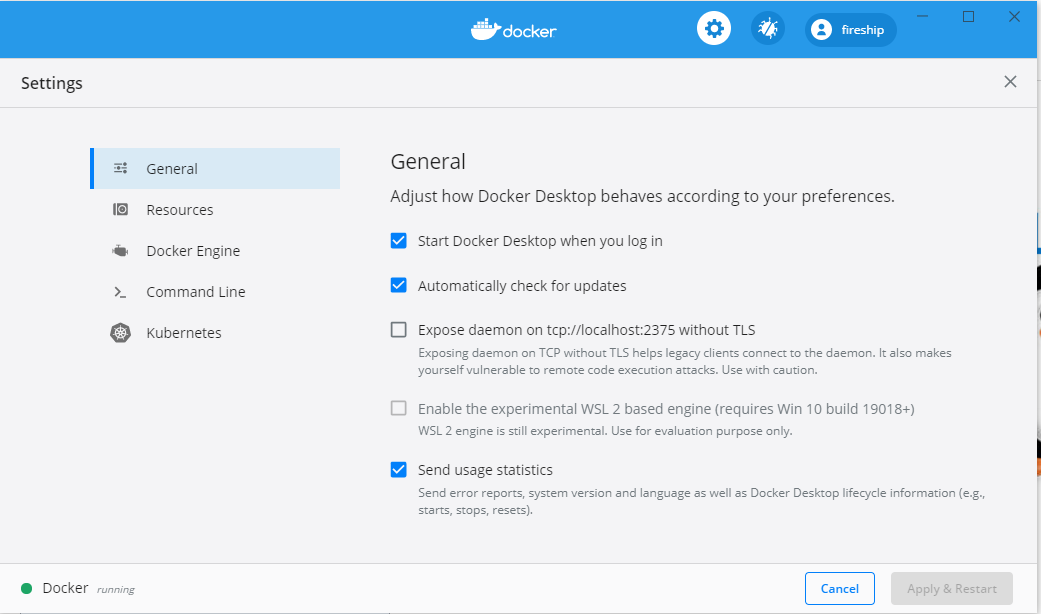 docker
fireship
Settings
General
Resources
Docker Engine
Command Line
Kubernetes
General
Adjust how Docker Desktop behaves according to your preferences.
Start Docker Desktop when you log in
Automatically check for updates
Expose daemon on tcp://localhost:2375 without TLS
Exposing daemon on TCP without TLS helps legacy clients connect to the daemon. It also makes
yourself vulnerable to remote code execution attacks. Use with caution.
Enable the experimental WSL 2 based engine (requires Win 10 build 19018+)
WSL 2 engine is still experimental. Use for evaluation purpose only.
Send usage statistics
Send error reports, system version and language as well as Docker Desktop lifecycle information (e.g.,
starts, stops, resets).
Docker running
Cancel
Apply & Restart